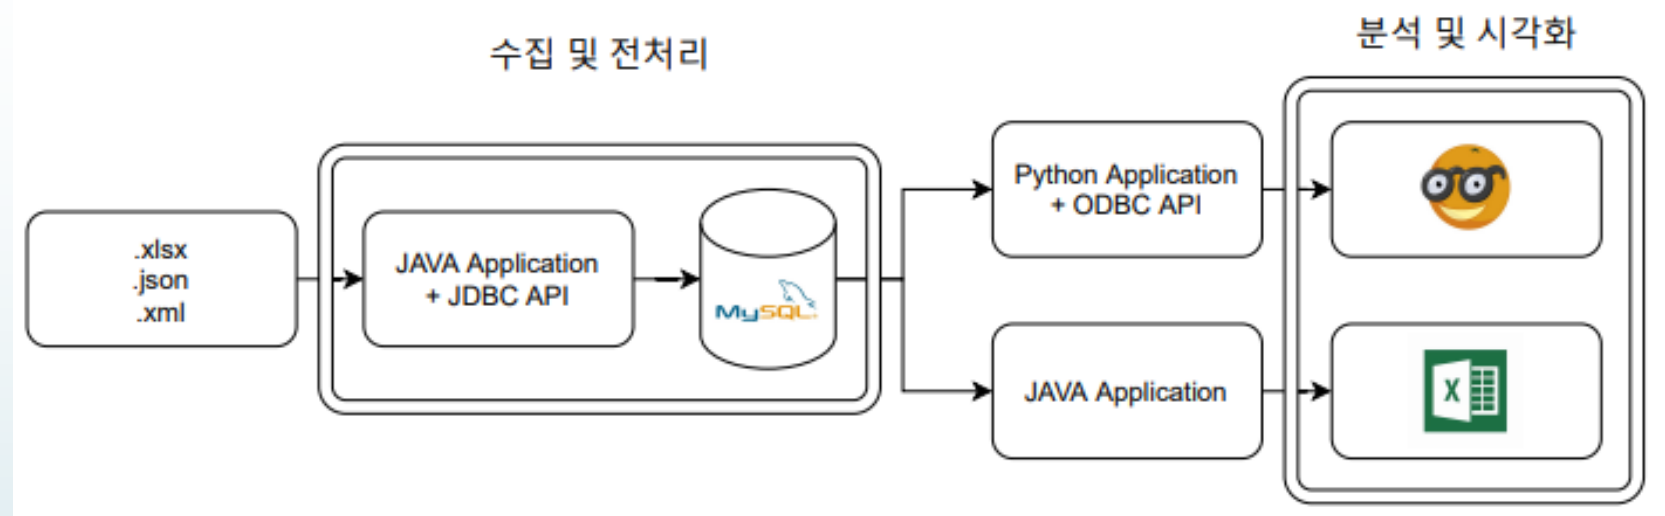 수집 및 전처리
분석 및 시각화
.xlsx
.json
.xml
JAVA Application
+ JDBC API
MySQL
Python Application
+ ODBC API
JAVA Application
X